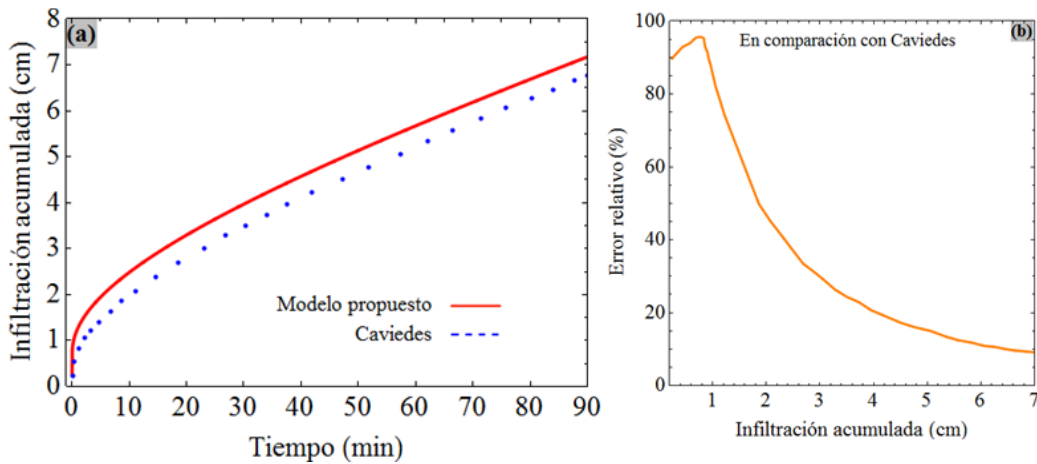 (a)
Infiltración acumulada (cm)
8
7
6
5
4
3
2
1
0
Modelo propuesto
Caviedes
0 10 20 30 40 50 60 70 80 90
Tiempo (min)
(b)
En comparación con Caviedes
Error relativo (%)
100
80
60
40
20
0
1 2 3 4 5 6 7
Infiltración acumulada (cm)